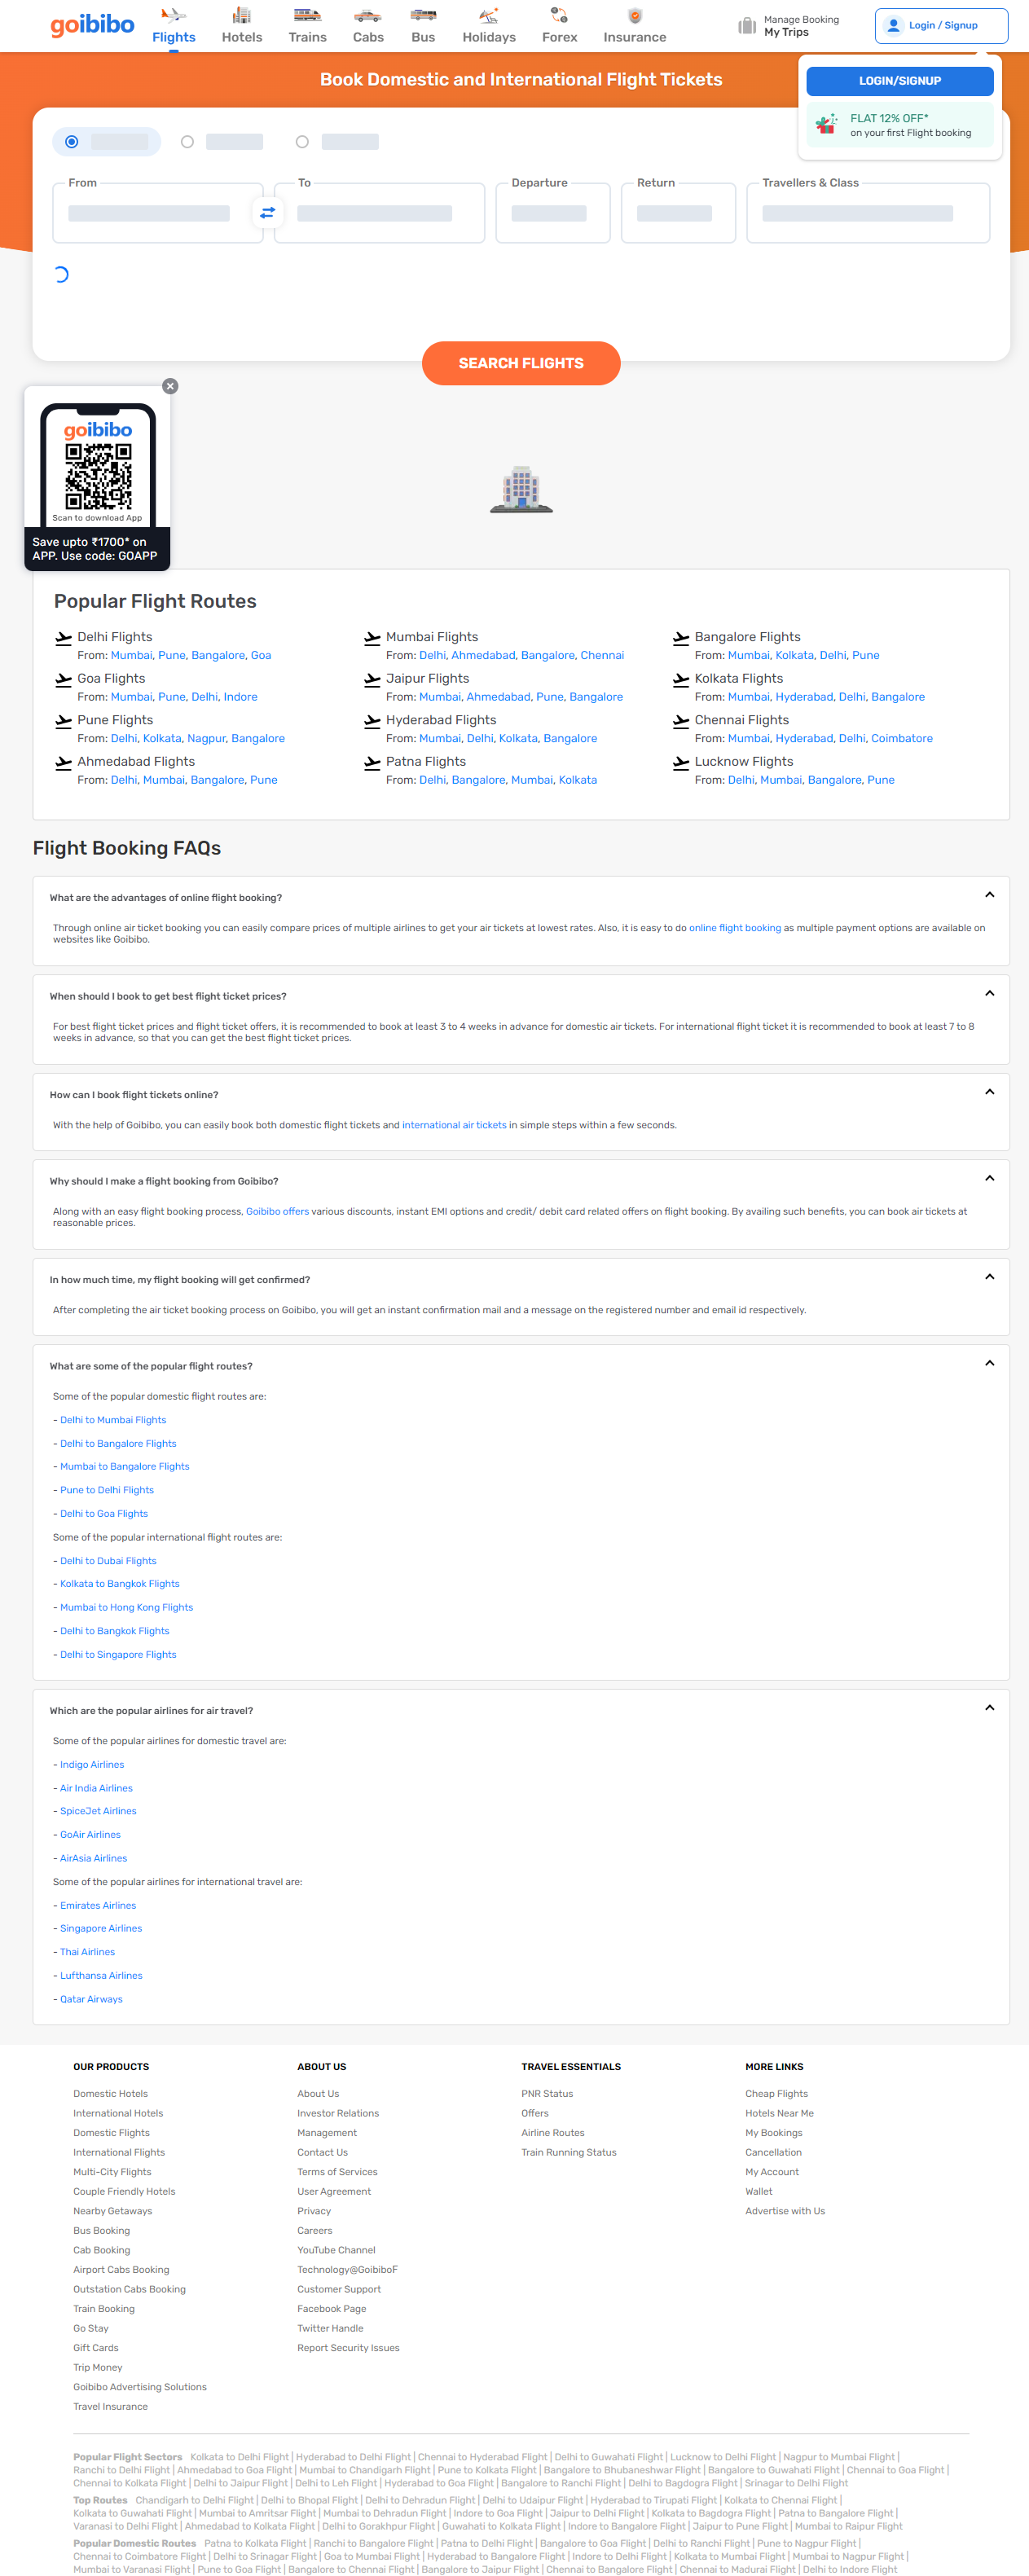 goibibo
Flights
Hotels
Trains
Cabs
Bus
Holidays
Forex
Insurance
Manage Booking
My Trips
Login / Signup
LOGIN/SIGNUP
FLAT 12% OFF*
on your first Flight booking
Book Domestic and International Flight Tickets
From
To
Departure
Return
Travellers & Class
SEARCH FLIGHTS
goibibo
Scan to download App
Save upto ₹1700* on
APP. Use code: GOAPP
Popular Flight Routes
Delhi Flights
From: Mumbai, Pune, Bangalore, Goa
Mumbai Flights
From: Delhi, Ahmedabad, Bangalore, Chennai
Bangalore Flights
From: Mumbai, Kolkata, Delhi, Pune
Goa Flights
From: Mumbai, Pune, Delhi, Indore
Jaipur Flights
From: Mumbai, Ahmedabad, Pune, Bangalore
Kolkata Flights
From: Mumbai, Hyderabad, Delhi, Bangalore
Pune Flights
From: Delhi, Kolkata, Nagpur, Bangalore
Hyderabad Flights
From: Mumbai, Delhi, Kolkata, Bangalore
Chennai Flights
From: Mumbai, Hyderabad, Delhi, Coimbatore
Ahmedabad Flights
From: Delhi, Mumbai, Bangalore, Pune
Patna Flights
From: Delhi, Bangalore, Mumbai, Kolkata
Lucknow Flights
From: Delhi, Mumbai, Bangalore, Pune
Flight Booking FAQs
What are the advantages of online flight booking?
Through online air ticket booking you can easily compare prices of multiple airlines to get your air tickets at lowest rates. Also, it is easy to do online flight booking as multiple payment options are available on
websites like Goibibo.
When should I book to get best flight ticket prices?
For best flight ticket prices and flight ticket offers, it is recommended to book at least 3 to 4 weeks in advance for domestic air tickets. For international flight ticket it is recommended to book at least 7 to 8
weeks in advance, so that you can get the best flight ticket prices.
How can I book flight tickets online?
With the help of Goibibo, you can easily book both domestic flight tickets and international air tickets in simple steps within a few seconds.
Why should I make a flight booking from Goibibo?
Along with an easy flight booking process, Goibibo offers various discounts, instant EMI options and credit/ debit card related offers on flight booking. By availing such benefits, you can book air tickets at
reasonable prices.
In how much time, my flight booking will get confirmed?
After completing the air ticket booking process on Goibibo, you will get an instant confirmation mail and a message on the registered number and email id respectively.
What are some of the popular flight routes?
Some of the popular domestic flight routes are:
- Delhi to Mumbai Flights
- Delhi to Bangalore Flights
- Mumbai to Bangalore Flights
- Pune to Delhi Flights
- Delhi to Goa Flights
Some of the popular international flight routes are:
- Delhi to Dubai Flights
- Kolkata to Bangkok Flights
- Mumbai to Hong Kong Flights
- Delhi to Bangkok Flights
- Delhi to Singapore Flights
Which are the popular airlines for air travel?
Some of the popular airlines for domestic travel are:
- Indigo Airlines
- Air India Airlines
- SpiceJet Airlines
- GoAir Airlines
- AirAsia Airlines
Some of the popular airlines for international travel are:
- Emirates Airlines
- Singapore Airlines
- Thai Airlines
- Lufthansa Airlines
- Qatar Airways
OUR PRODUCTS
Domestic Hotels
International Hotels
Domestic Flights
International Flights
Multi-City Flights
Couple Friendly Hotels
Nearby Getaways
Bus Booking
Cab Booking
Airport Cabs Booking
Outstation Cabs Booking
Train Booking
Go Stay
Gift Cards
Trip Money
Goibibo Advertising Solutions
Travel Insurance
ABOUT US
About Us
Investor Relations
Management
Contact Us
Terms of Services
User Agreement
Privacy
Careers
YouTube Channel
Technology@GoibiboF
Customer Support
Facebook Page
Twitter Handle
Report Security Issues
TRAVEL ESSENTIALS
PNR Status
Offers
Airline Routes
Train Running Status
MORE LINKS
Cheap Flights
Hotels Near Me
My Bookings
Cancellation
My Account
Wallet
Advertise with Us
Popular Flight Sectors Kolkata to Delhi Flight | Hyderabad to Delhi Flight | Chennai to Hyderabad Flight | Delhi to Guwahati Flight | Lucknow to Delhi Flight | Nagpur to Mumbai Flight |
Ranchi to Delhi Flight | Ahmedabad to Goa Flight | Mumbai to Chandigarh Flight | Pune to Kolkata Flight | Bangalore to Bhubaneshwar Flight | Bangalore to Guwahati Flight | Chennai to Goa Flight |
Chennai to Kolkata Flight | Delhi to Jaipur Flight | Delhi to Leh Flight | Hyderabad to Goa Flight | Bangalore to Ranchi Flight | Delhi to Bagdogra Flight | Srinagar to Delhi Flight
Top Routes Chandigarh to Delhi Flight | Delhi to Bhopal Flight | Delhi to Dehradun Flight | Delhi to Udaipur Flight | Hyderabad to Tirupati Flight | Kolkata to Chennai Flight |
Kolkata to Guwahati Flight | Mumbai to Amritsar Flight | Mumbai to Dehradun Flight | Indore to Goa Flight | Jaipur to Delhi Flight | Kolkata to Bagdogra Flight | Patna to Bangalore Flight |
Varanasi to Delhi Flight | Ahmedabad to Kolkata Flight | Delhi to Gorakhpur Flight | Guwahati to Kolkata Flight | Indore to Bangalore Flight | Jaipur to Pune Flight | Mumbai to Raipur Flight
Popular Domestic Routes Patna to Kolkata Flight | Ranchi to Bangalore Flight | Patna to Delhi Flight | Bangalore to Goa Flight | Delhi to Ranchi Flight | Pune to Nagpur Flight |
Chennai to Coimbatore Flight | Delhi to Srinagar Flight | Goa to Mumbai Flight | Hyderabad to Bangalore Flight | Indore to Delhi Flight | Kolkata to Mumbai Flight | Mumbai to Nagpur Flight |
Mumbai to Varanasi Flight | Pune to Goa Flight | Bangalore to Chennai Flight | Bangalore to Jaipur Flight | Chennai to Bangalore Flight | Chennai to Madurai Flight | Delhi to Indore Flight